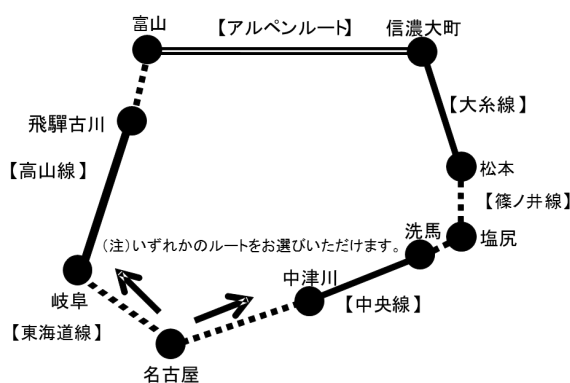 富山
【アルペンルート】
信濃大町
【大糸線】
飛騨古川
【高山線】
松本
【篠ノ井線】
洗馬
塩尻
(注)いずれかのルートをお選びいただけます。
中津川
【中央線】
岐阜
【東海道線】
名古屋